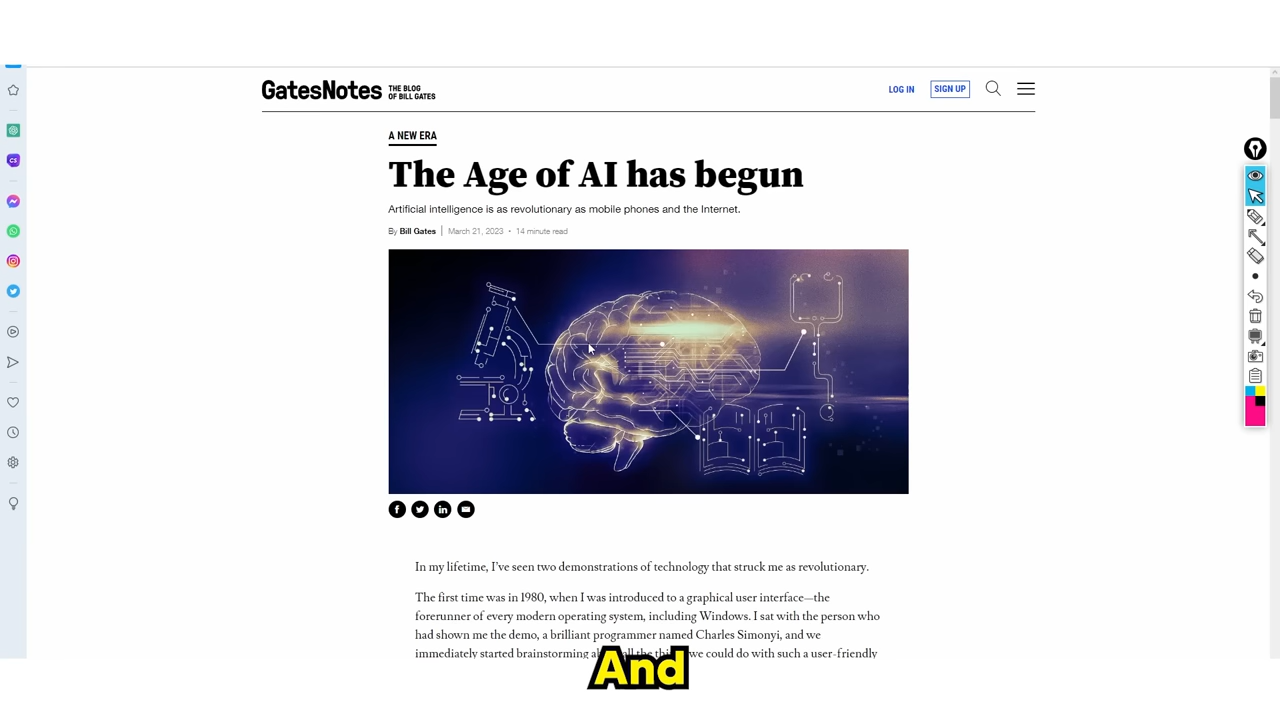 GatesNotes
THE BLOG
OF BILL GATES
LOG IN
SIGN UP
A NEW ERA
The Age of AI has begun
Artificial intelligence is as revolutionary as mobile phones and the Internet.
By Bill Gates | March 21, 2023 • 14 minute read
In my lifetime, I've seen two demonstrations of technology that struck me as revolutionary.
The first time was in 1980, when I was introduced to a graphical user interface—the
forerunner of every modern operating system, including Windows. I sat with the person who
had shown me the demo, a brilliant programmer named Charles Simonyi, and we
immediately started brainstorming we could do with such a user-friendly
And